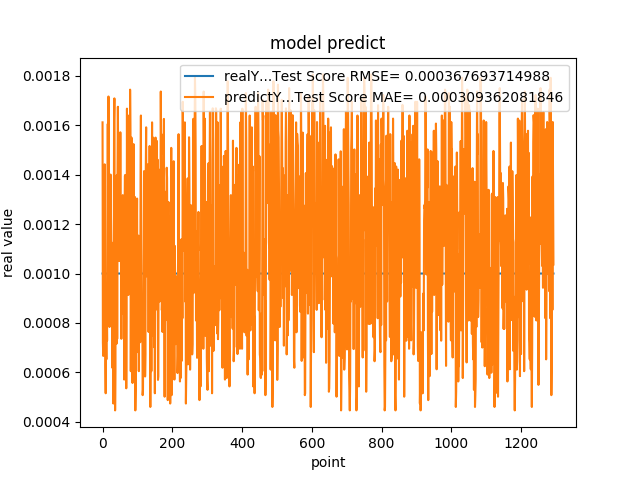 model predict
realY...Test Score RMSE= 0.000367693714988
predictY...Test Score MAE= 0.000309362081846
0.0018
0.0016
0.0014
0.0012
0.0010
0.0008
0.0006
0.0004
real value
0 200 400 600 800 1000 1200
point